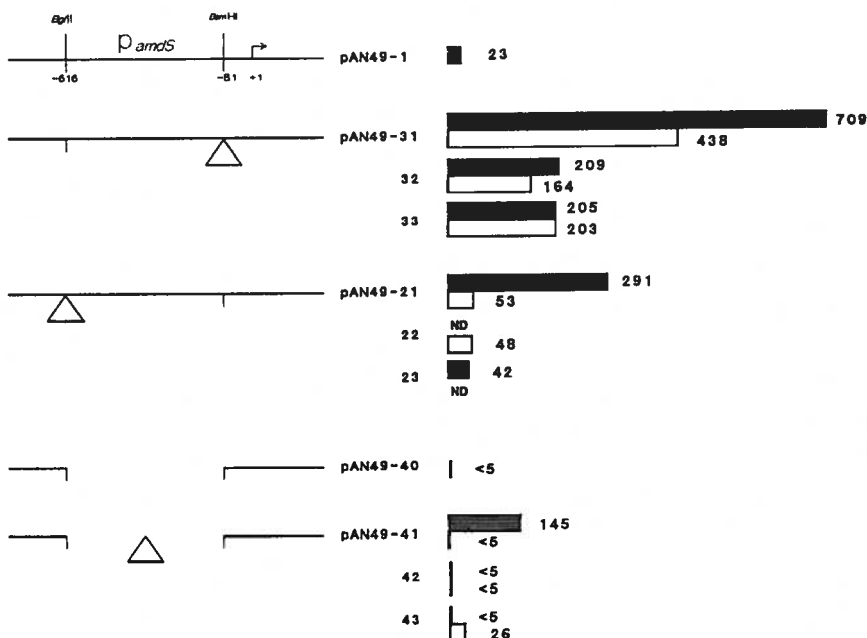 BglII BamHI
PamdS
-616 -81 +1
pAN49-1 23
709
pAN49-31
438
209
32
164
205
33
203
291
pAN49-21
53
ND
22
48
23 42
ND
pAN49-40 <5
145
pAN49-41
<5
42 <5
<5
43 <5
26